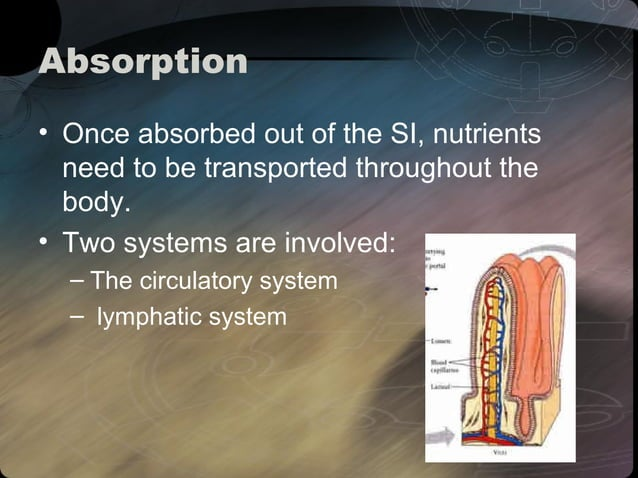 Absorption
• Once absorbed out of the SI, nutrients
need to be transported throughout the
body.
• Two systems are involved:
– The circulatory system
– lymphatic system
portal
Lumen
Blood
capillaries
Lacteal
Villi